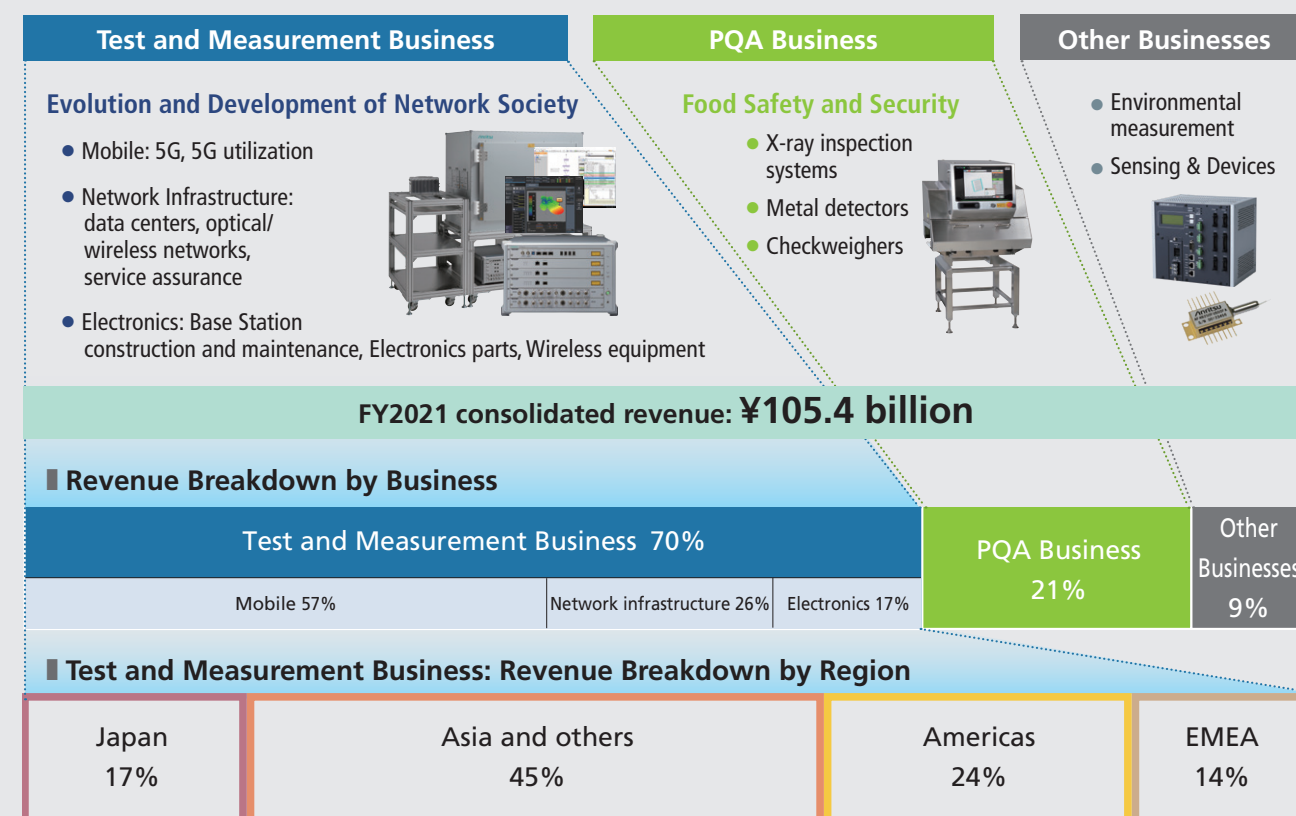 Test and Measurement Business
PQA Business
Other Businesses
Evolution and Development of Network Society
• Mobile: 5G, 5G utilization
• Network Infrastructure:
data centers, optical/
wireless networks,
service assurance
• Electronics: Base Station
construction and maintenance, Electronics parts, Wireless equipment
Food Safety and Security
• X-ray inspection
systems
• Metal detectors
• Checkweighers
• Environmental
measurement
• Sensing & Devices
Anritsu
FY2021 consolidated revenue: ¥105.4 billion
Revenue Breakdown by Business
Test and Measurement Business 70%
Mobile 57%
Network infrastructure 26%
Electronics 17%
PQA Business
21%
Other
Businesses
9%
Test and Measurement Business: Revenue Breakdown by Region
Japan
17%
Asia and others
45%
Americas
24%
EMEA
14%